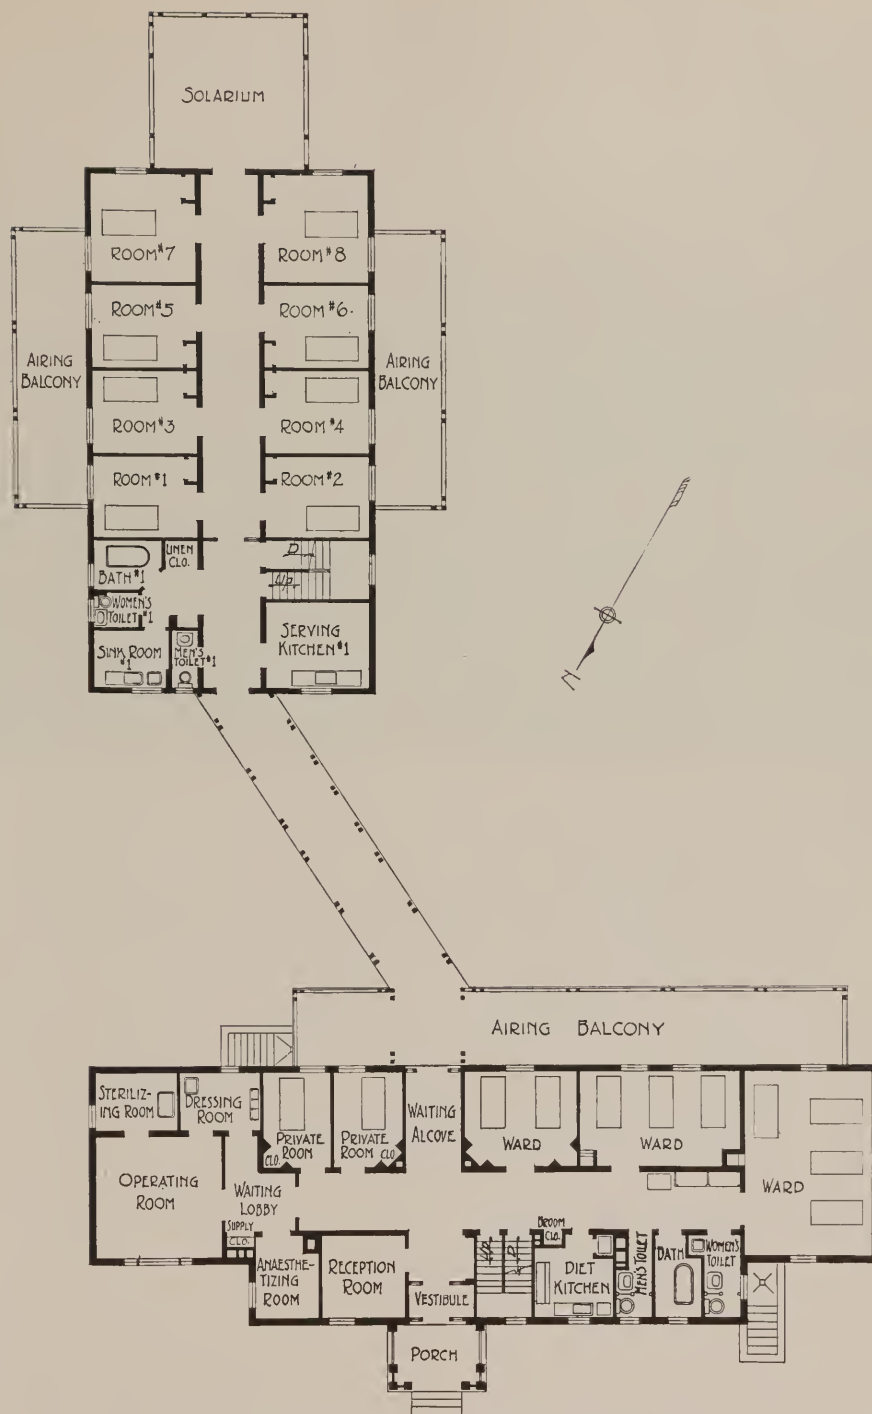 SOLARIUM
ROOM #7
ROOM #8
ROOM #5
ROOM #6.
AIRING
BALCONY
AIRING
BALCONY
ROOM #3
ROOM #4
ROOM #1
ROOM #2
LINEN
CLO.
D
BATH #1
UP
WOMEN'S
TOILET #1
SERVING
KITCHEN #1
SINK ROOM
#1
MEN'S
TOILET #1
N
AIRING BALCONY
STERILIZ-
ING ROOM
DRESSING
ROOM
PRIVATE
ROOM
CLO.
PRIVATE
ROOM
CLO.
WAITING
ALCOVE
WARD
WARD
WARD
OPERATING
ROOM
WAITING
LOBBY
SUPPLY
CLO.
ANAESTHE-
TIZING
ROOM
RECEPTION
ROOM
VESTIBULE
UP
D
BROOM
CLO.
DIET
KITCHEN
MEN'S TOILET
BATH
WOMEN'S
TOILET
PORCH